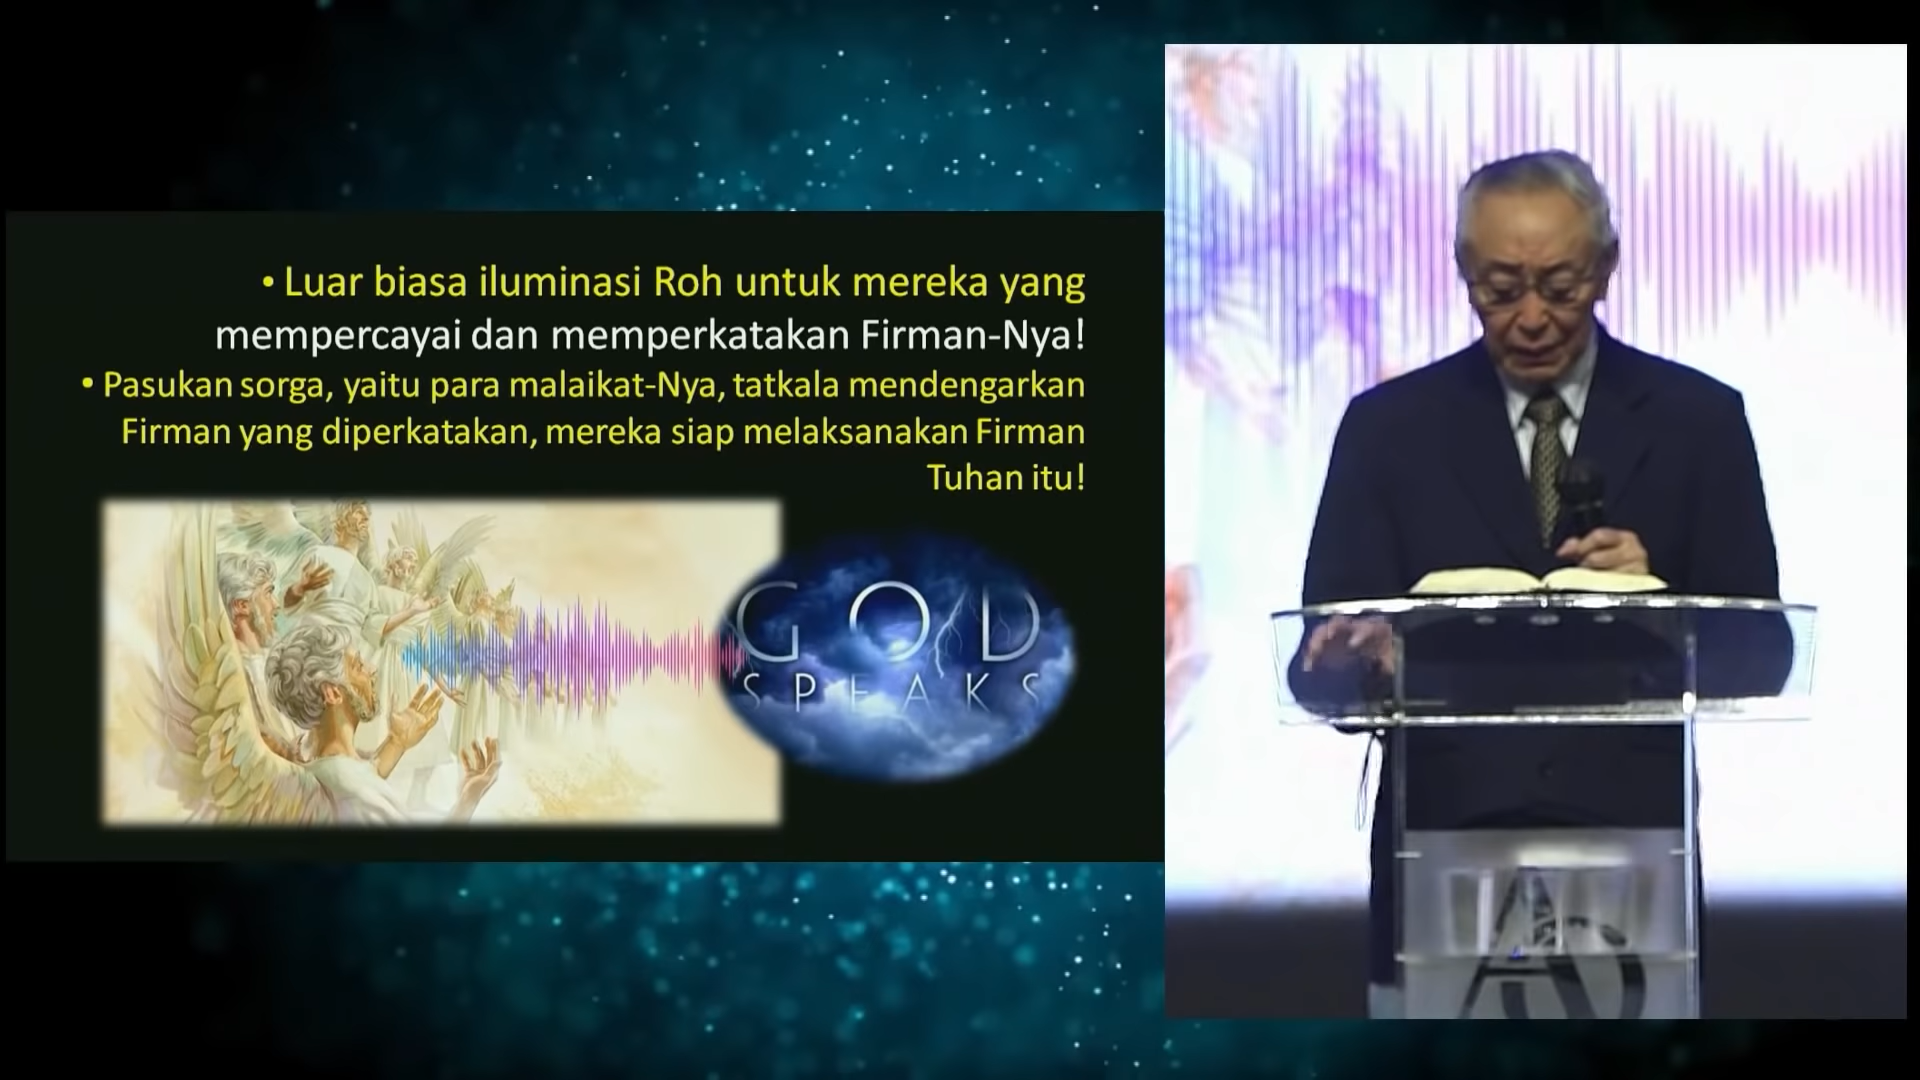 • Luar biasa iluminasi Roh untuk mereka yang
mempercayai dan memperkatakan Firman-Nya!
• Pasukan sorga, yaitu para malaikat-Nya, tatkala mendengarkan
Firman yang diperkatakan, mereka siap melaksanakan Firman
Tuhan itu!
GOD
SPEAKS